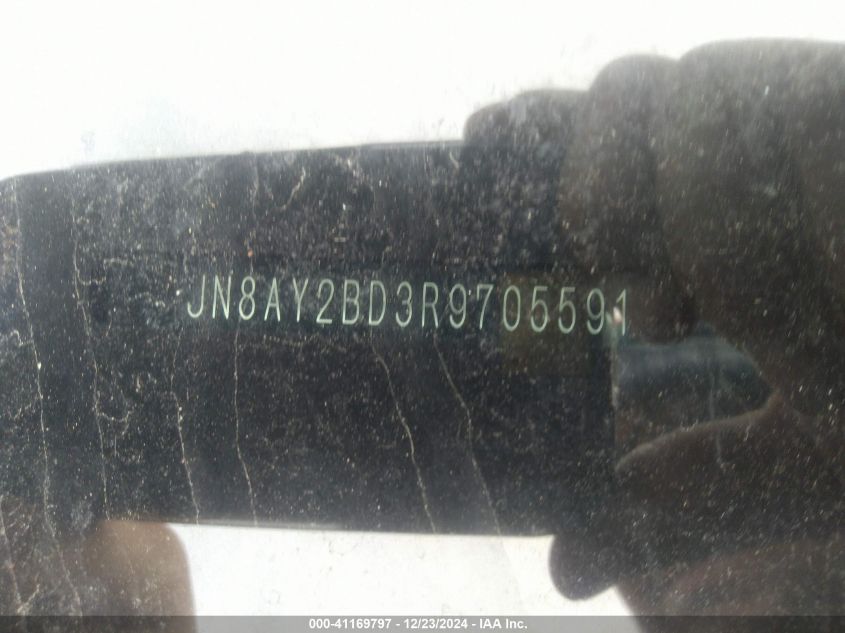 JN8AY2BD3R9705591
000-41169797 - 12/23/2024 - IAA Inc.